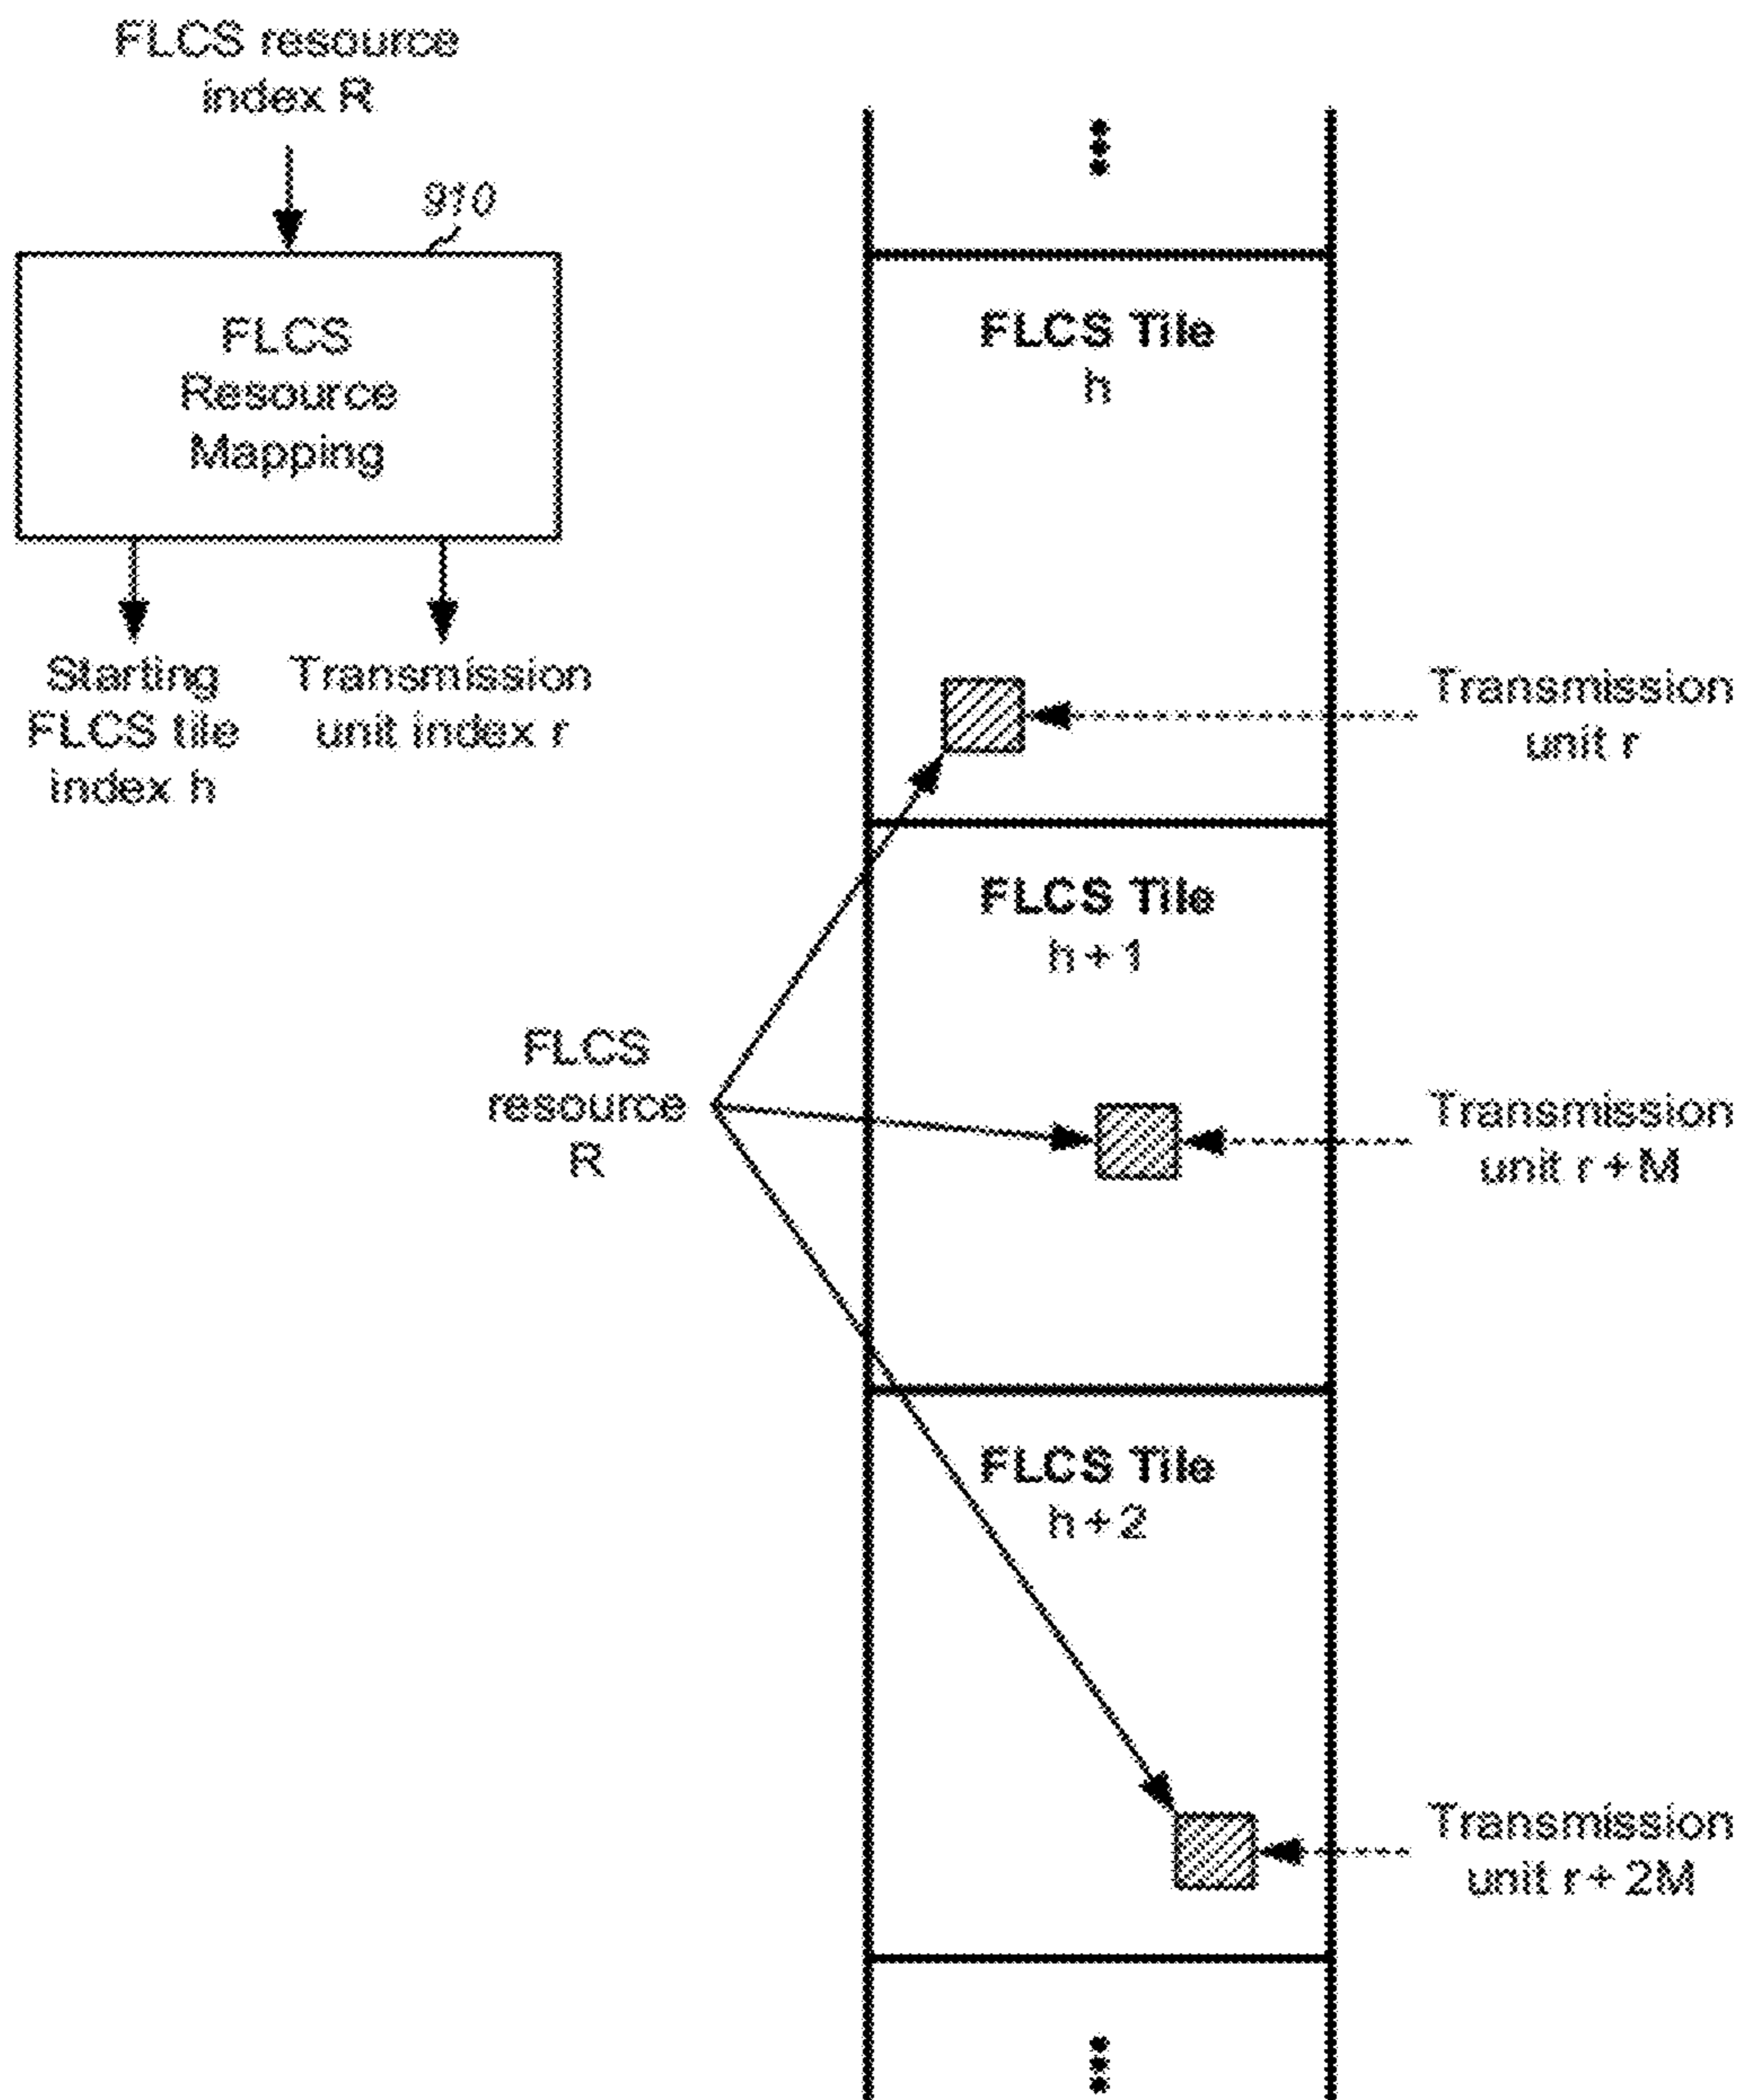 FLCS resource
index R
910
FLCS
Resource
Mapping
Starting
FLCS tile
index h
Transmission
unit index r
FLCS Tile
h
Transmission
unit r
FLCS Tile
h + 1
FLCS
resource
R
Transmission
unit r + M
FLCS Tile
h + 2
Transmission
unit r + 2M